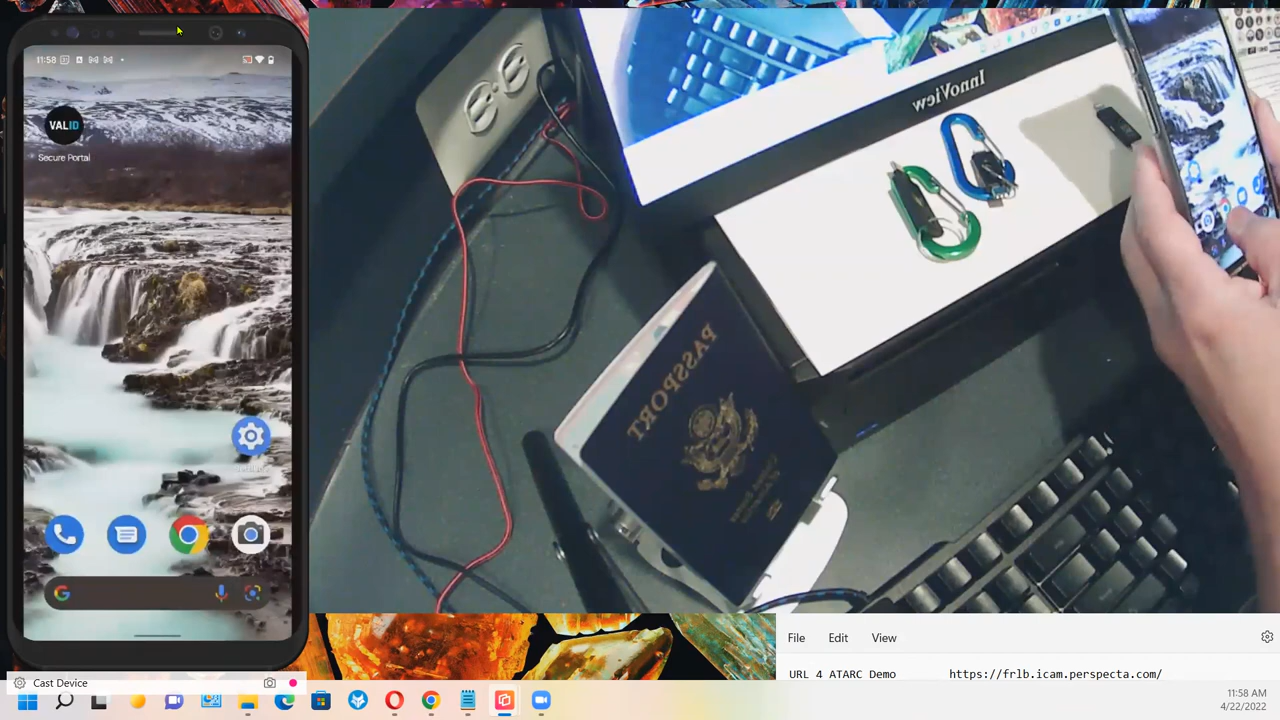 11:58
VALID
Secure Portal
InnoView
PASSPORT
File Edit View
URL 4 ATARC Demo https://frlb.icam.perspecta.com/
Cast Device
11:58 AM
4/22/2022